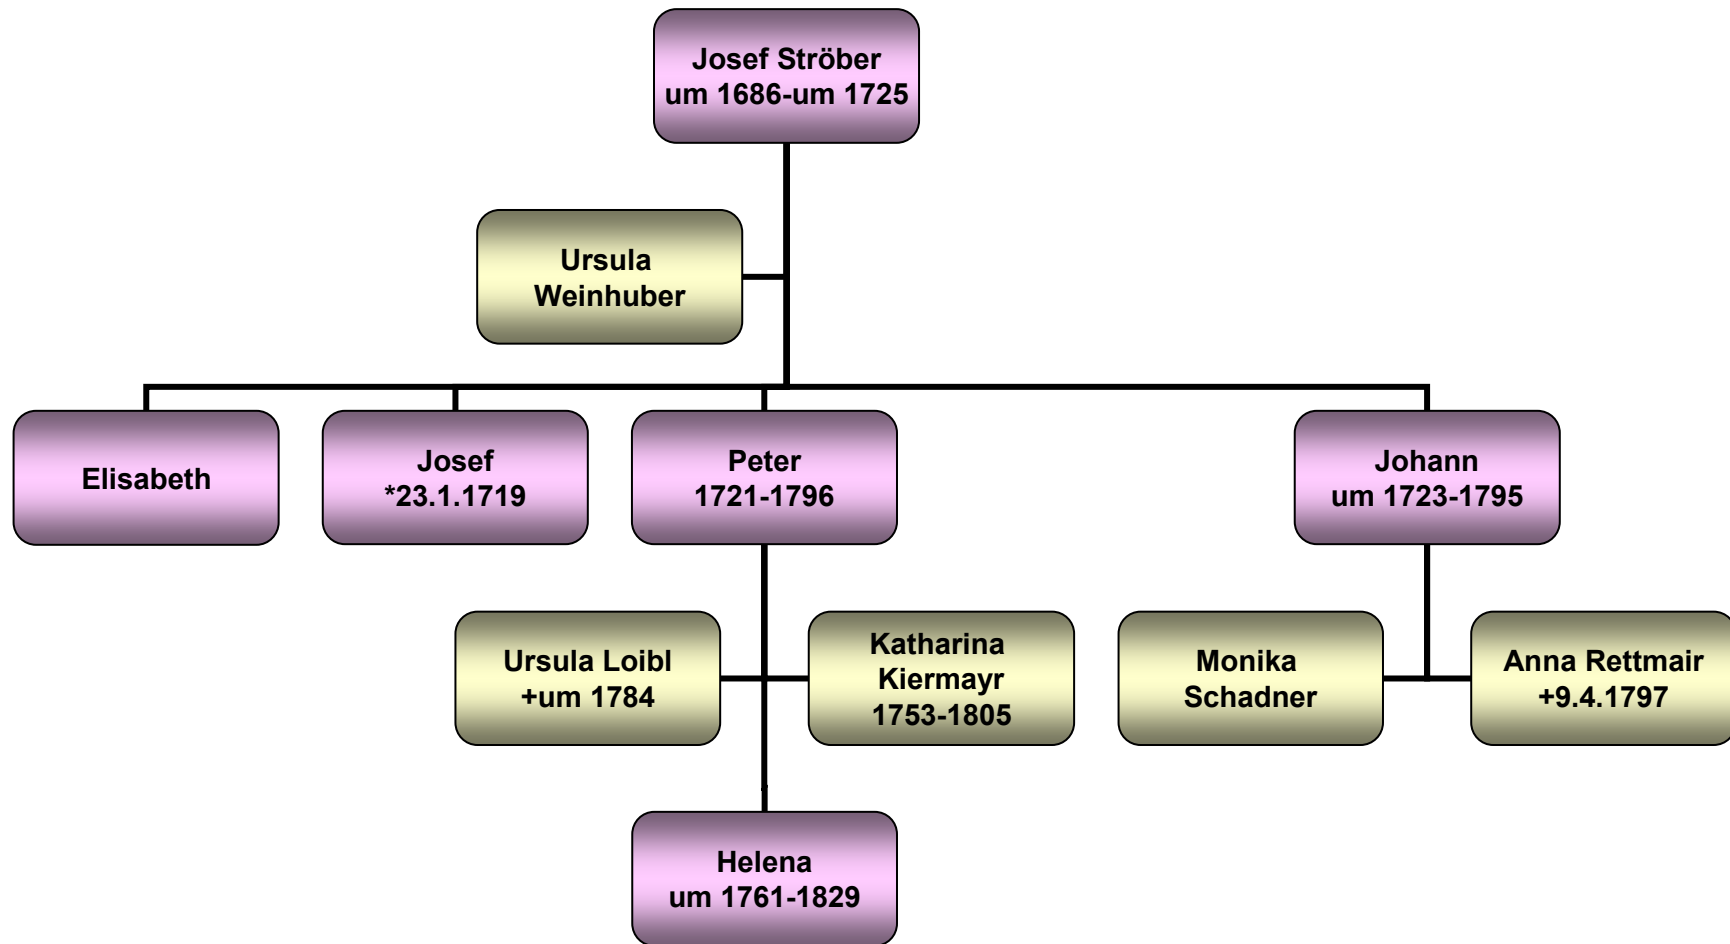 Josef Ströber
um 1686-um 1725
Ursula
Weinhuber
Elisabeth
Josef
*23.1.1719
Peter
1721-1796
Johann
um 1723-1795
Ursula Loibl
+um 1784
Katharina
Kiermayr
1753-1805
Monika
Schadner
Anna Rettmair
+9.4.1797
Helena
um 1761-1829